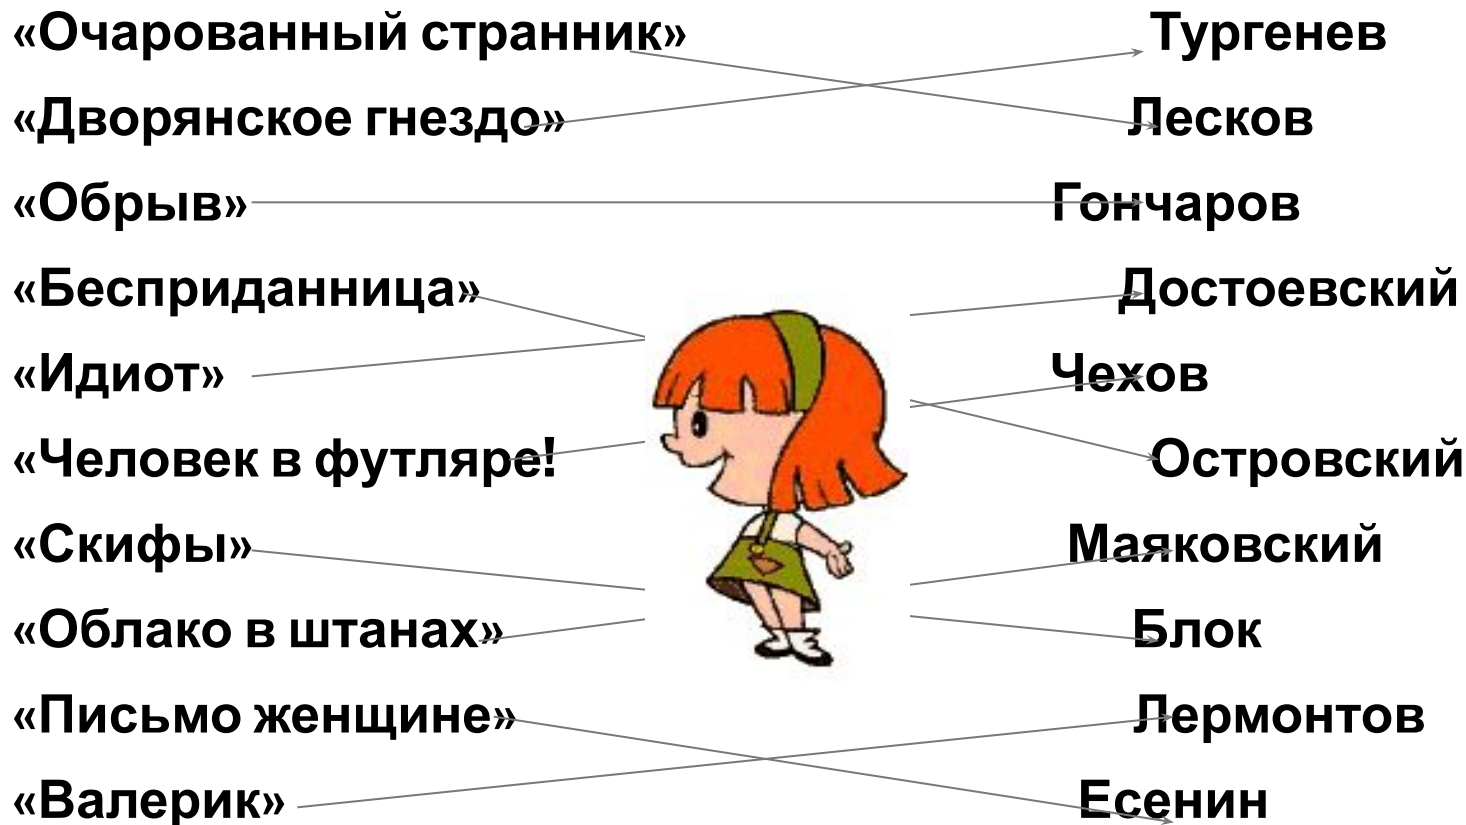 «Очарованный странник» Тургенев
«Дворянское гнездо» Лесков
«Обрыв» Гончаров
«Бесприданница» Достоевский
«Идиот» Чехов
«Человек в футляре! Островский
«Скифы» Маяковский
«Облако в штанах» Блок
«Письмо женщине» Лермонтов
«Валерик» Есенин